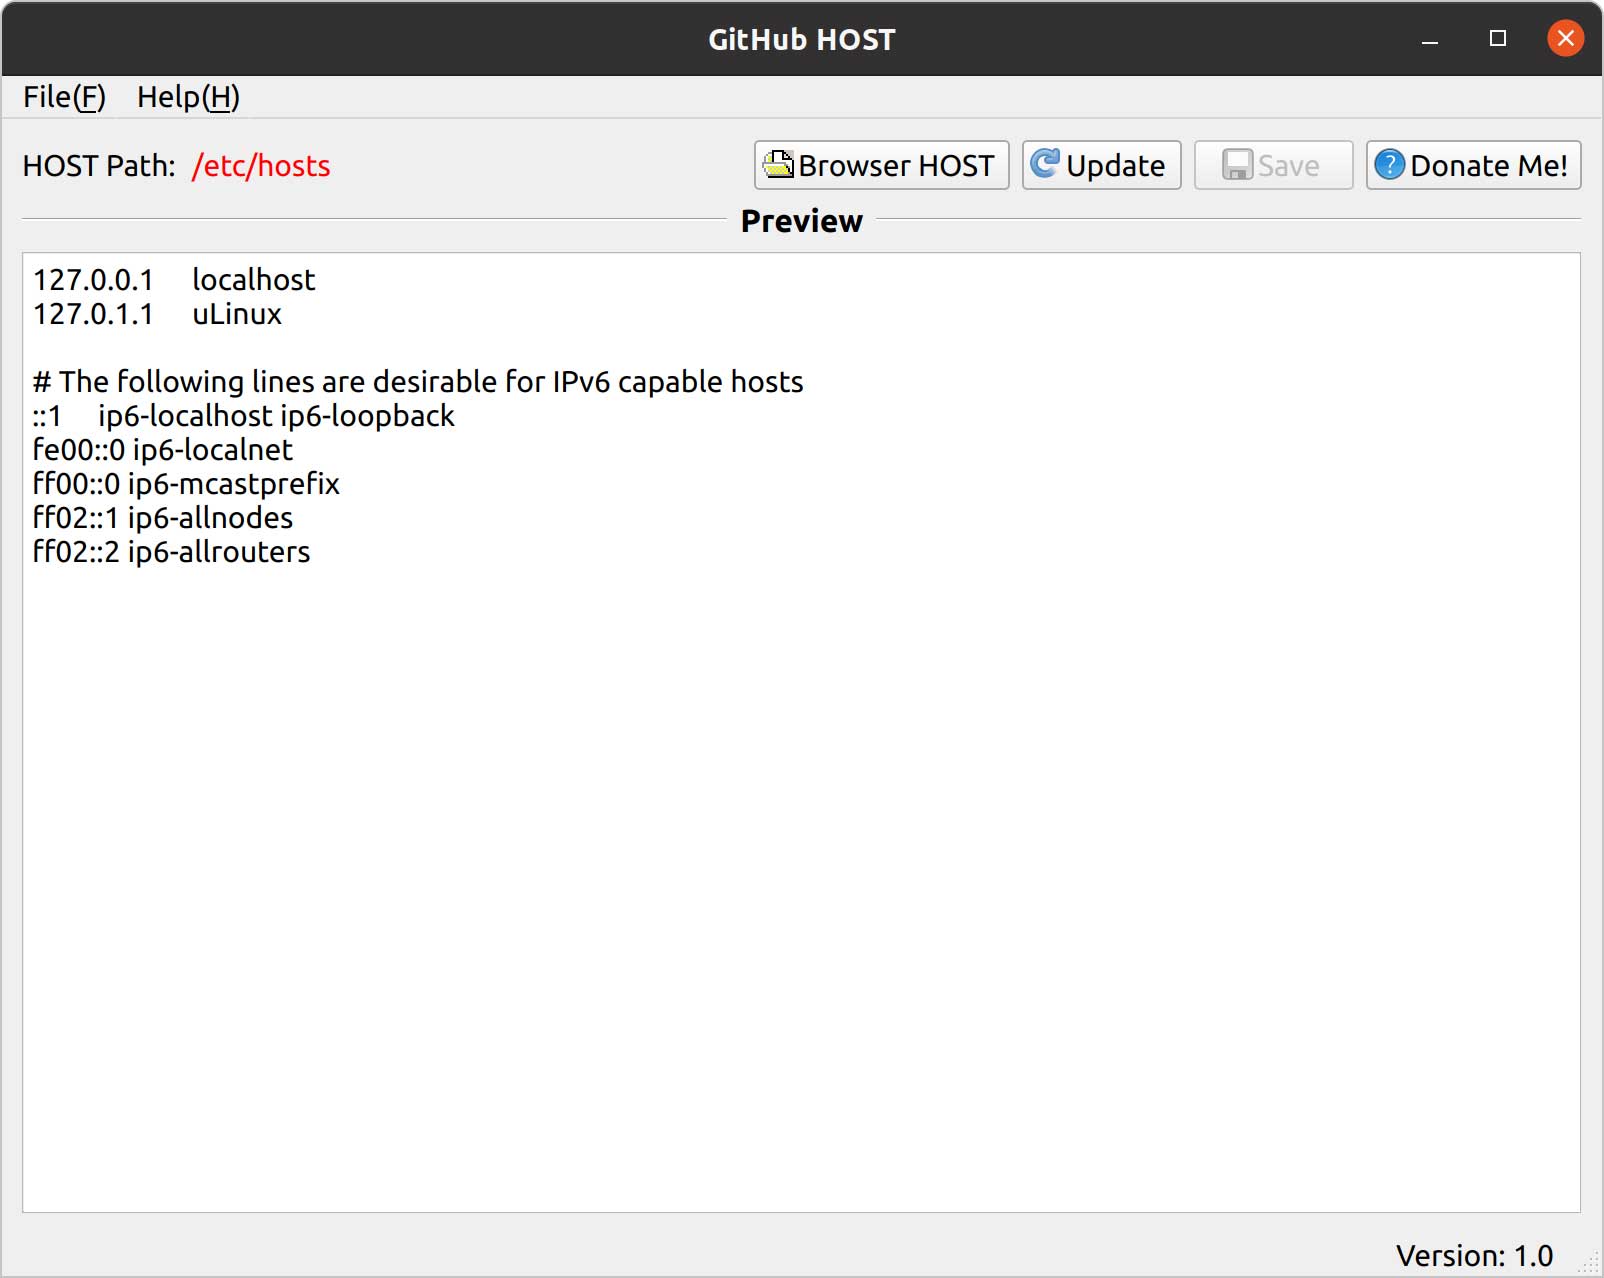 GitHub HOST
File(F) Help(H)
HOST Path: /etc/hosts Browser HOST Update Save Donate Me!
Preview
127.0.0.1 localhost
127.0.1.1 uLinux
# The following lines are desirable for IPv6 capable hosts
::1 ip6-localhost ip6-loopback
fe00::0 ip6-localnet
ff00::0 ip6-mcastprefix
ff02::1 ip6-allnodes
ff02::2 ip6-allrouters
Version: 1.0